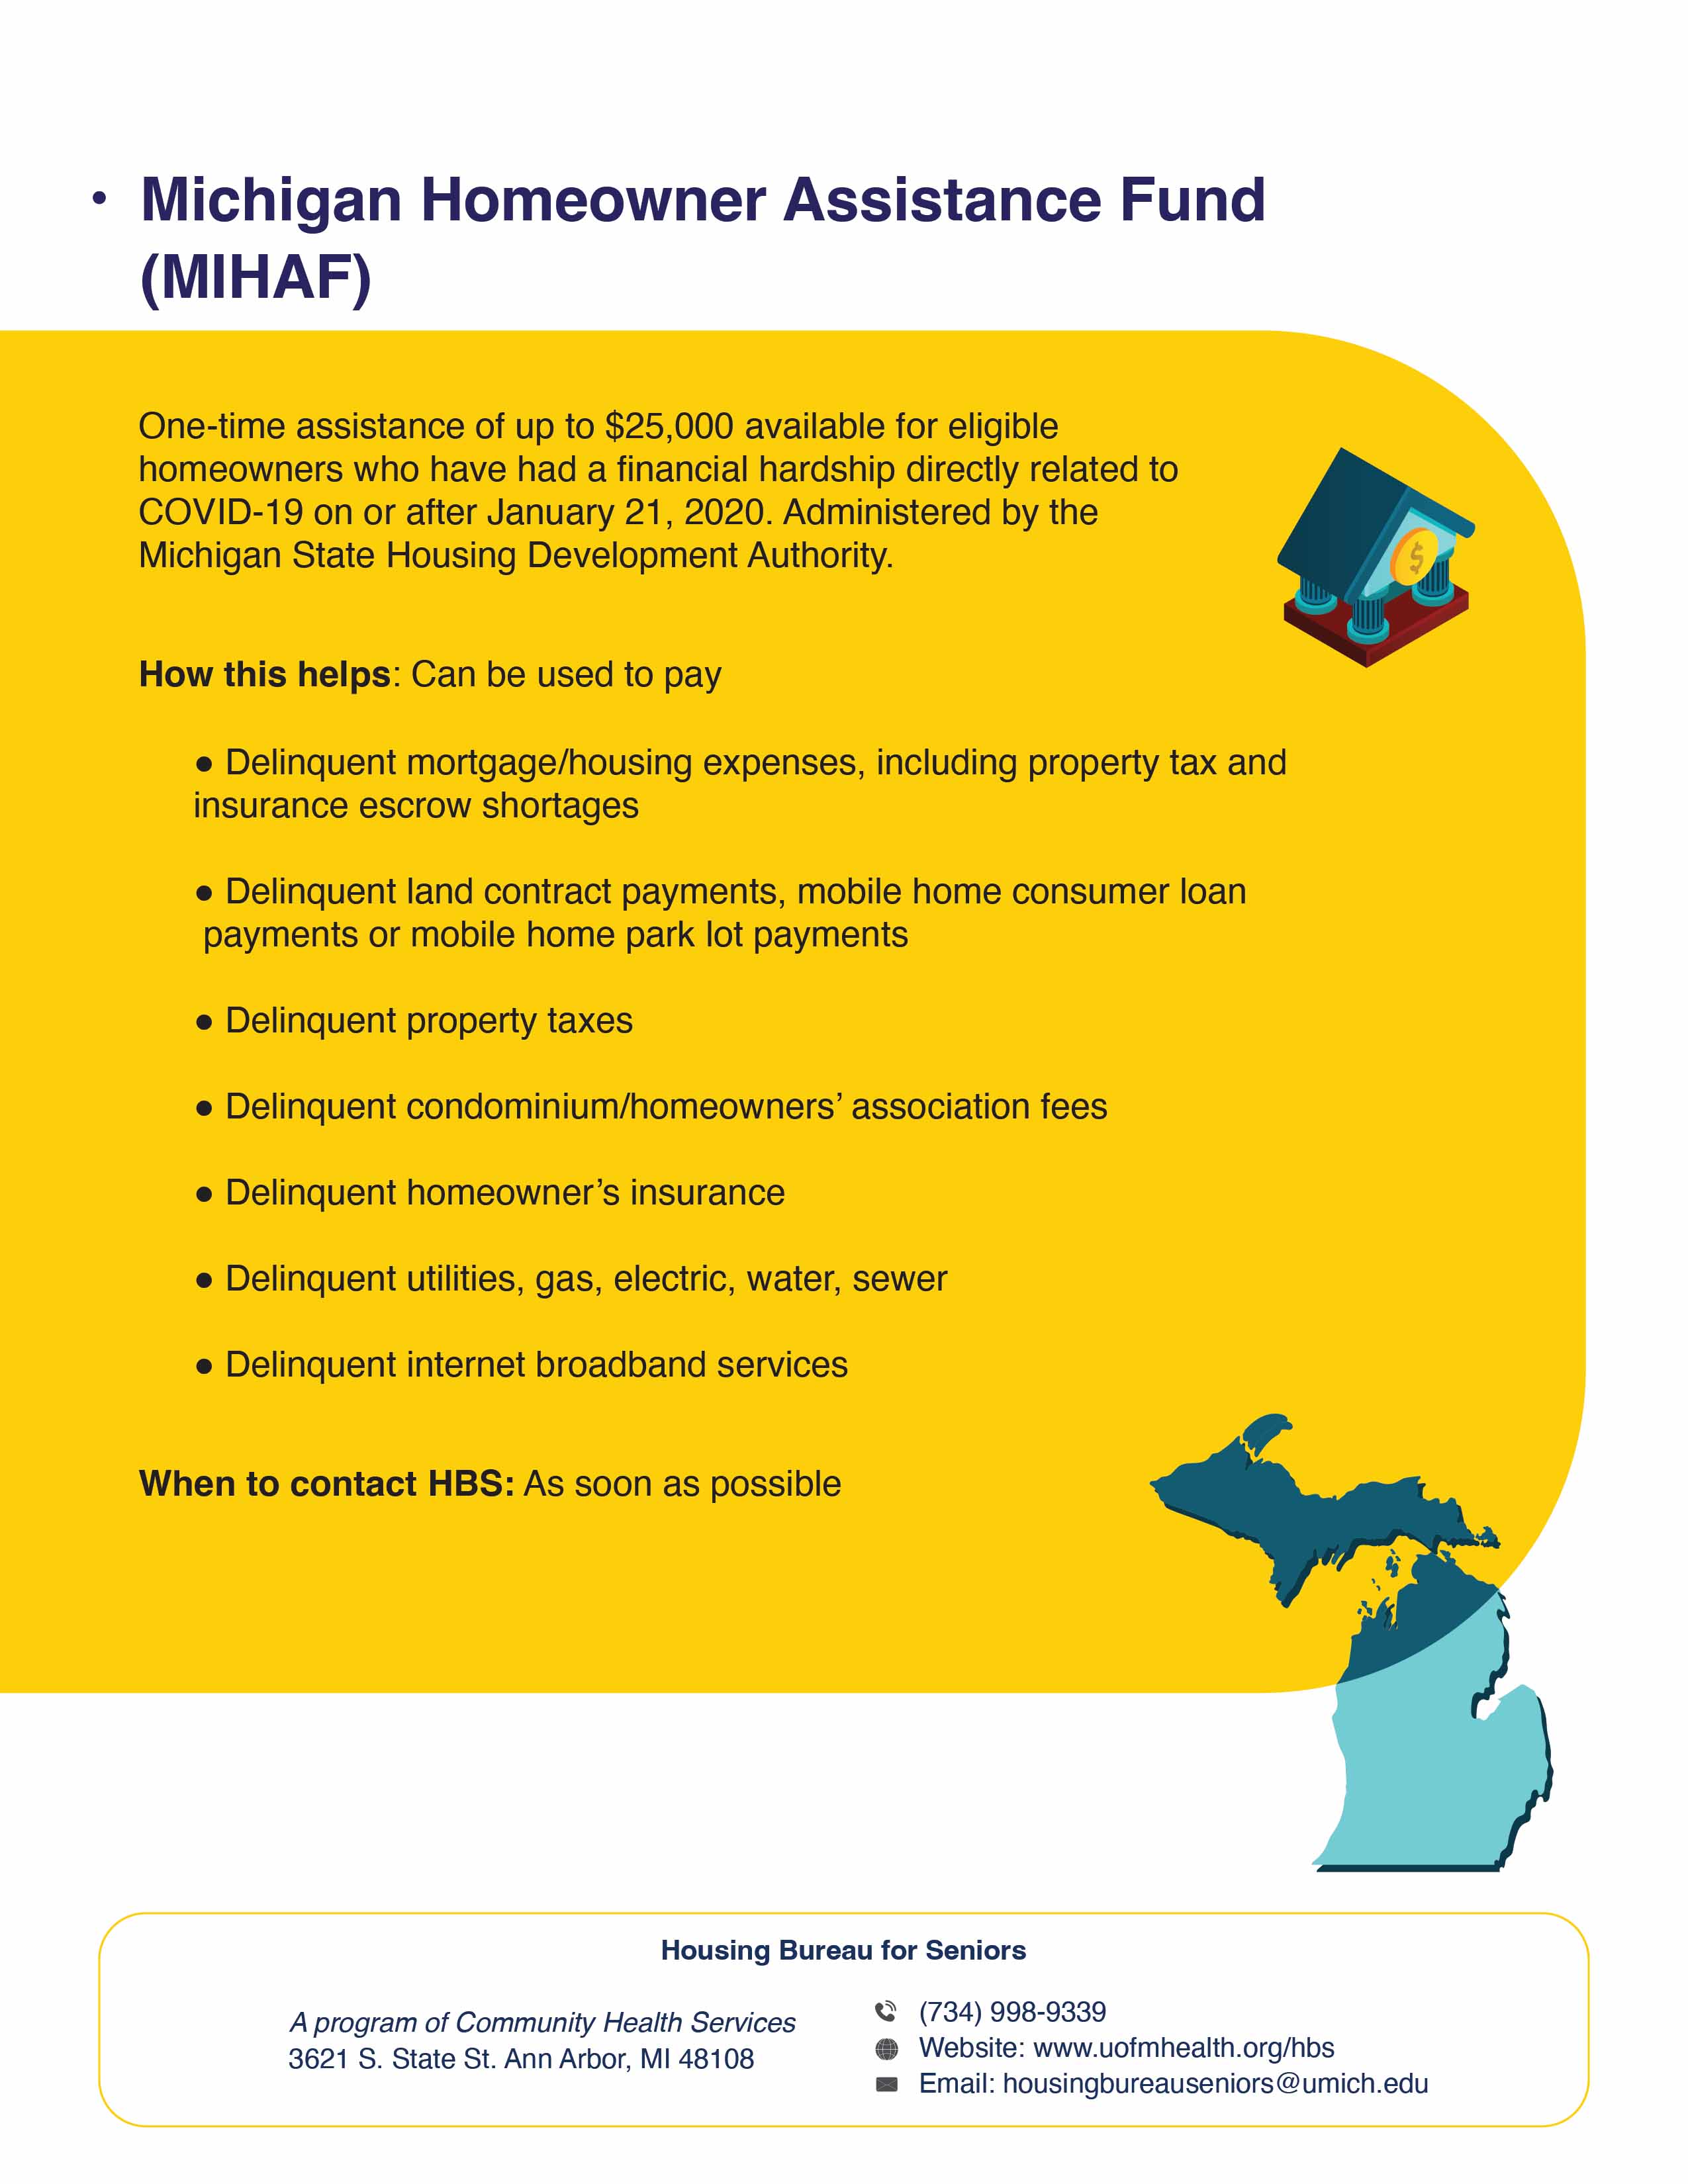 • Michigan Homeowner Assistance Fund
(MIHAF)
One-time assistance of up to $25,000 available for eligible
homeowners who have had a financial hardship directly related to
COVID-19 on or after January 21, 2020. Administered by the
Michigan State Housing Development Authority.
$
How this helps: Can be used to pay
● Delinquent mortgage/housing expenses, including property tax and
insurance escrow shortages
● Delinquent land contract payments, mobile home consumer loan
payments or mobile home park lot payments
● Delinquent property taxes
● Delinquent condominium/homeowners’ association fees
● Delinquent homeowner’s insurance
● Delinquent utilities, gas, electric, water, sewer
● Delinquent internet broadband services
When to contact HBS: As soon as possible
Housing Bureau for Seniors
A program of Community Health Services
3621 S. State St. Ann Arbor, MI 48108
(734) 998-9339
Website: www.uofmhealth.org/hbs
Email: housingbureauseniors@umich.edu